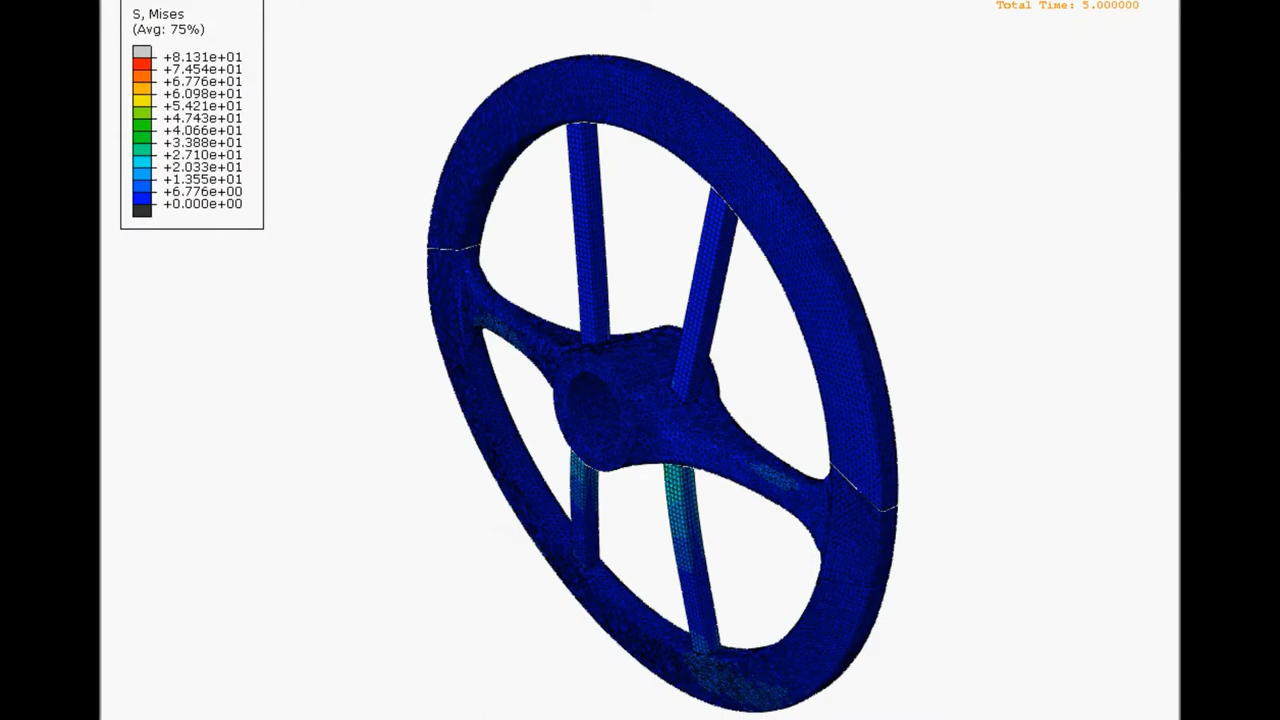 S, Mises
(Avg: 75%)
+8.131e+01
+7.454e+01
+6.776e+01
+6.098e+01
+5.421e+01
+4.743e+01
+4.066e+01
+3.388e+01
+2.710e+01
+2.033e+01
+1.355e+01
+6.776e+00
+0.000e+00
Total Time: 5.000000